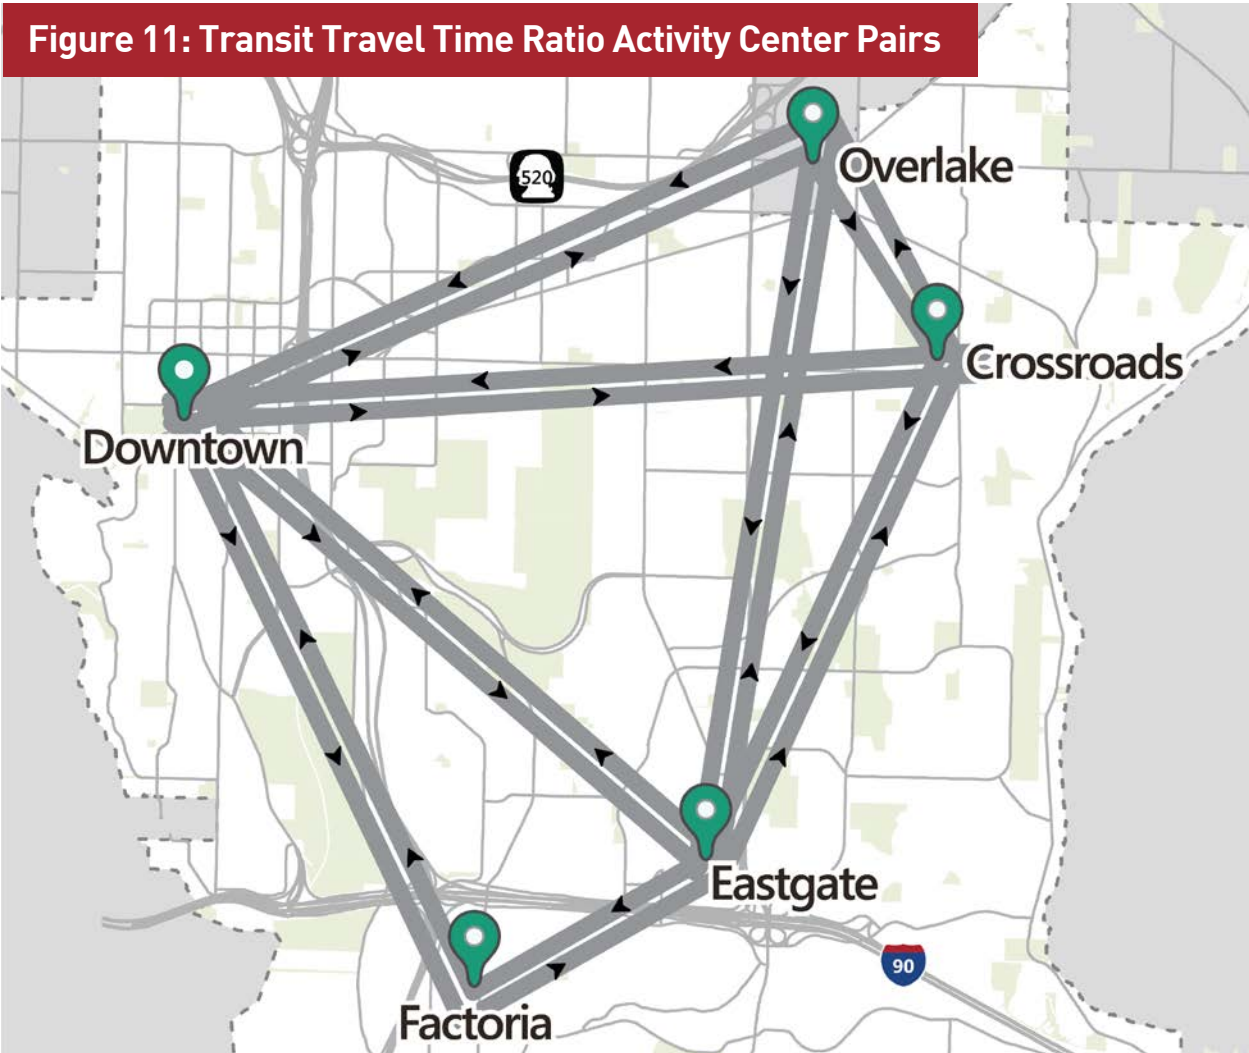 Figure 11: Transit Travel Time Ratio Activity Center Pairs
520
Overlake
Crossroads
Downtown
Eastgate
90
Factoria